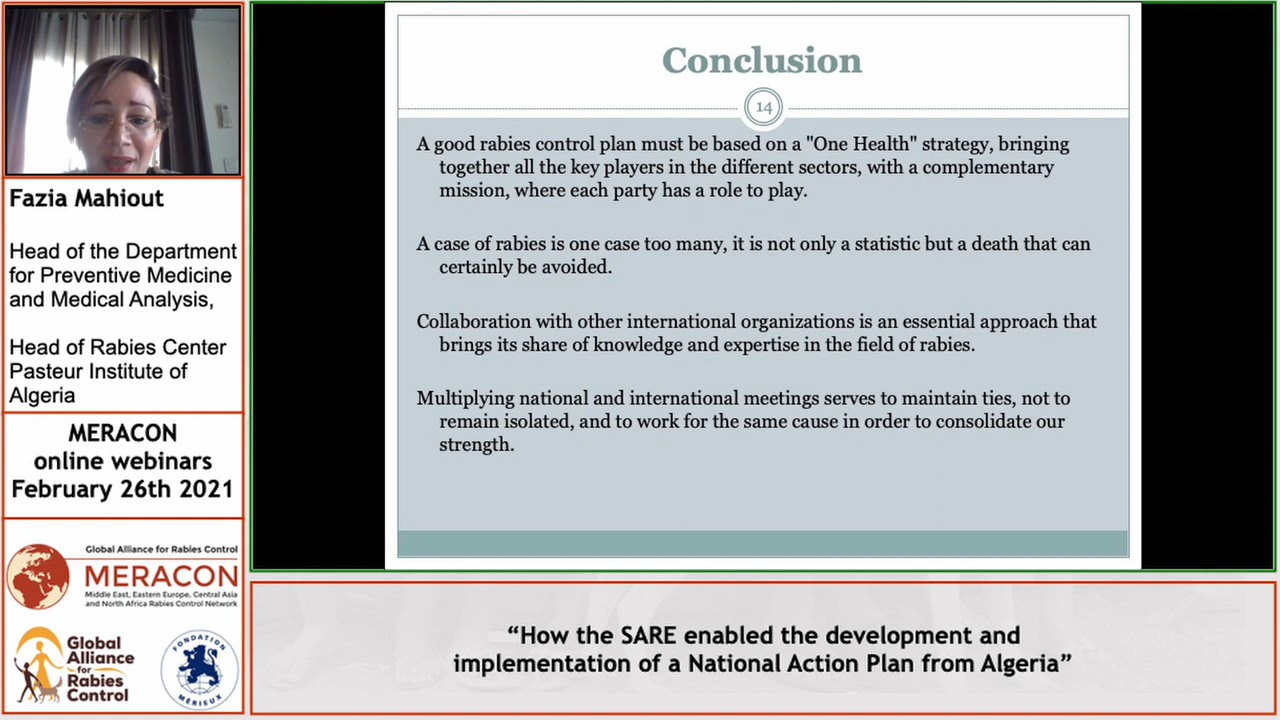 Fazia Mahiout
Head of the Department
for Preventive Medicine
and Medical Analysis,
Head of Rabies Center
Pasteur Institute of
Algeria
MERACON
online webinars
February 26th 2021
Global Alliance for Rabies Control
MERACON
Middle East, Eastern Europe, Central Asia
and North Africa Rabies Control Network
Global
Alliance
for
Rabies
Control
FONDATION
MÉRIEUX
Conclusion
14
A good rabies control plan must be based on a "One Health" strategy, bringing
together all the key players in the different sectors, with a complementary
mission, where each party has a role to play.
A case of rabies is one case too many, it is not only a statistic but a death that can
certainly be avoided.
Collaboration with other international organizations is an essential approach that
brings its share of knowledge and expertise in the field of rabies.
Multiplying national and international meetings serves to maintain ties, not to
remain isolated, and to work for the same cause in order to consolidate our
strength.
“How the SARE enabled the development and
implementation of a National Action Plan from Algeria”